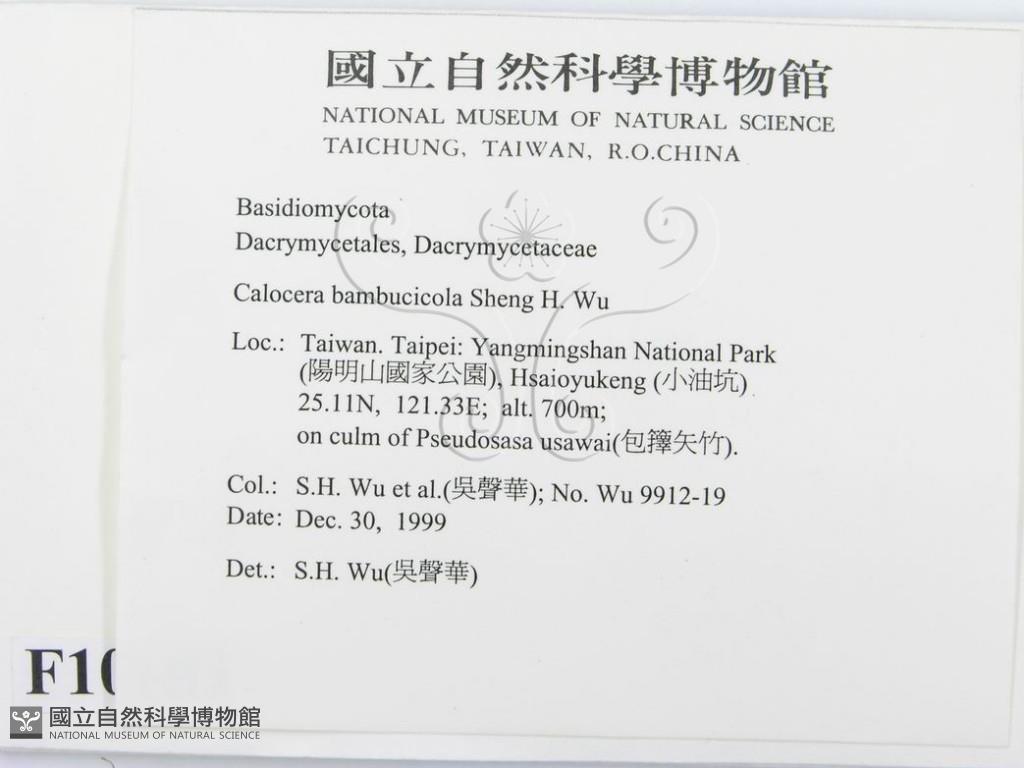 國立自然科學博物館
NATIONAL MUSEUM OF NATURAL SCIENCE
TAICHUNG, TAIWAN, R.O.CHINA
Basidiomycota
Dacrymycetales, Dacrymycetaceae
Calocera bambucicola Sheng H. Wu
Loc.: Taiwan. Taipei: Yangmingshan National Park
(陽明山國家公園), Hsaioyukeng (小油坑)
25.11N, 121.33E; alt. 700m;
on culm of Pseudosasa usawai(包籜矢竹).
Col.: S.H. Wu et al.(吳聲華); No. Wu 9912-19
Date: Dec. 30, 1999
Det.: S.H. Wu(吳聲華)
F10
國立自然科學博物館
NATIONAL MUSEUM OF NATURAL SCIENCE